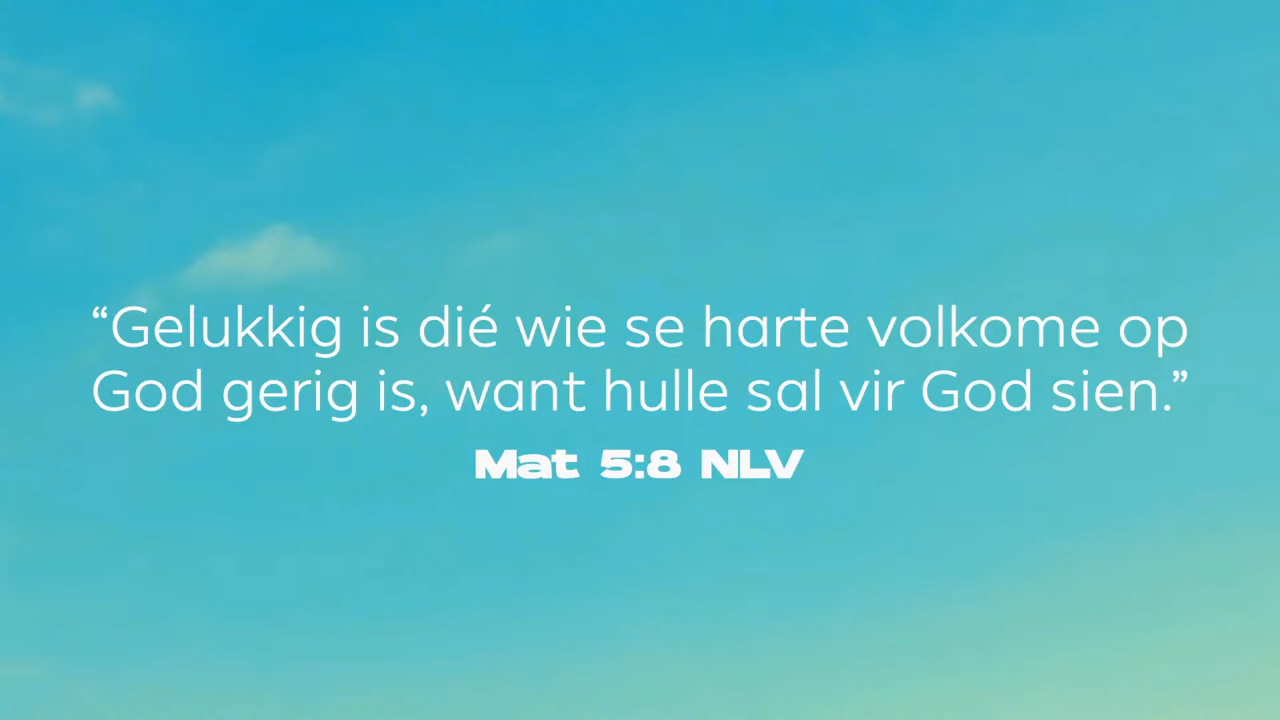 “Gelukkig is dié wie se harte volkome op
God gerig is, want hulle sal vir God sien.”
Mat 5:8 NLV